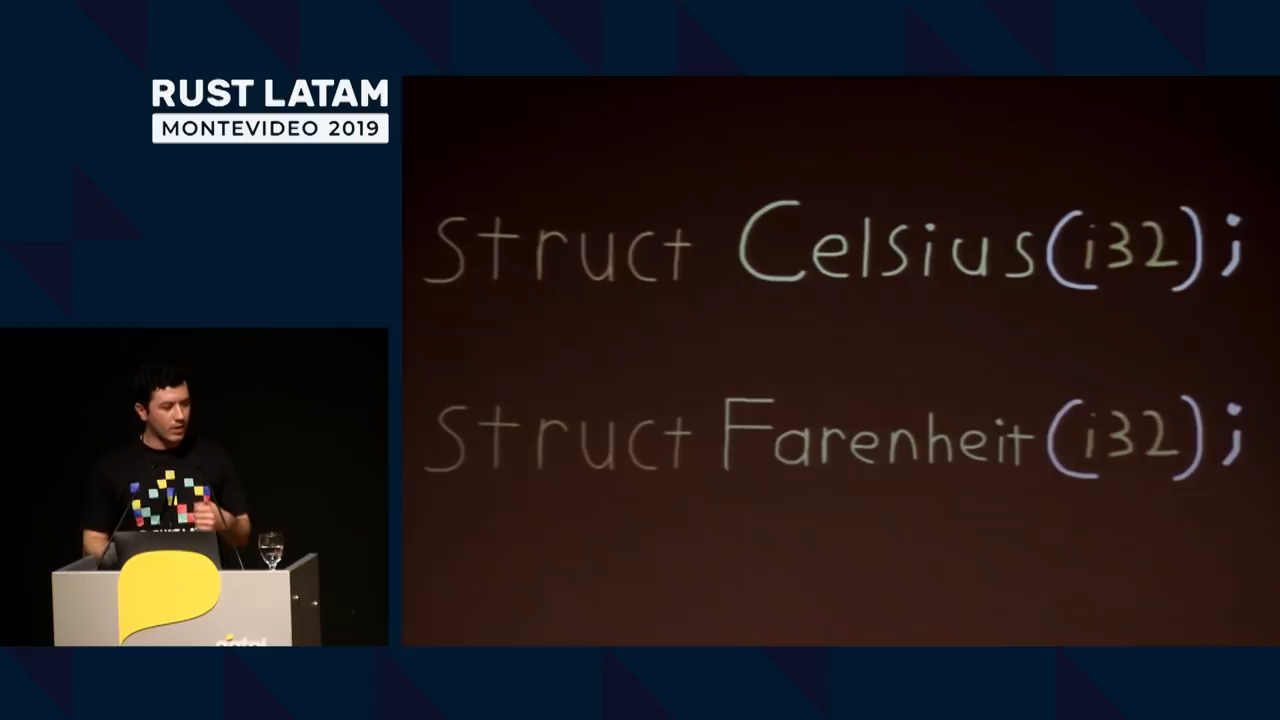 RUST LATAM
MONTEVIDEO 2019
Struct Celsius(i32);
Struct Farenheit(i32);